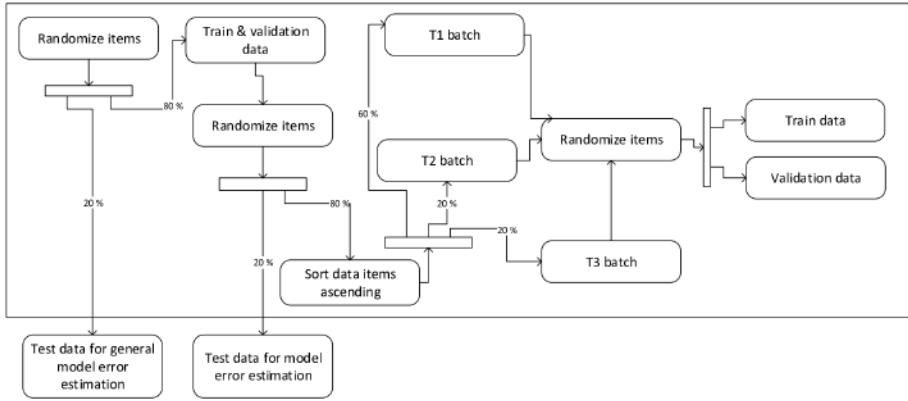 Randomize items
80 %
20 %
Train & validation
data
Randomize items
80 %
20 %
Sort data items
ascending
60 %
20 %
20 %
T1 batch
T2 batch
T3 batch
Randomize items
Train data
Validation data
Test data for general
model error
estimation
Test data for model
error estimation